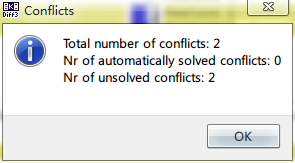 Conflicts
Total number of conflicts: 2
Nr of automatically solved conflicts: 0
Nr of unsolved conflicts: 2
OK